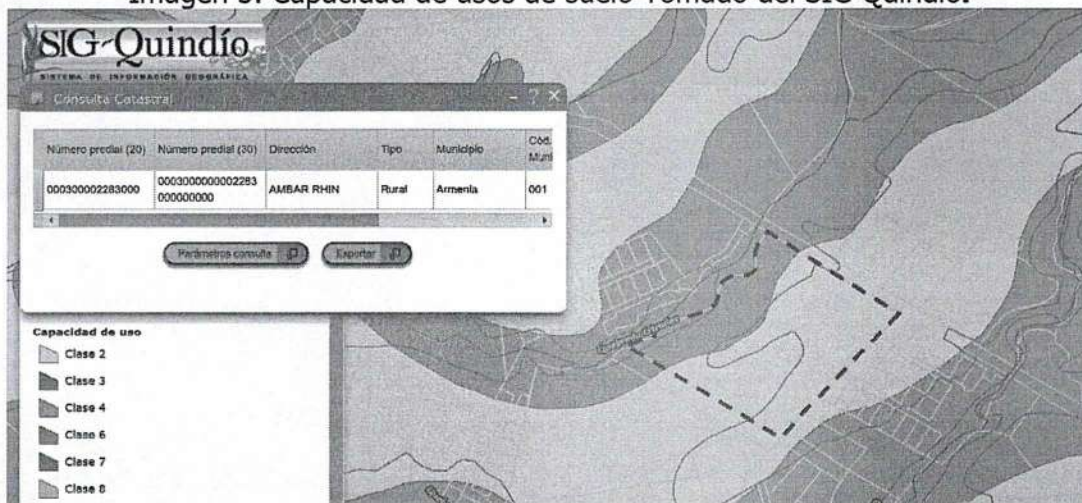 Imagen 3. Capacidad de usos de suelo Tomado del SIG Quindío.
SIG-Quindío
SISTEMA DE INFORMACIÓN GEOGRÁFICA
Consulta Catastral
Número predial (20) Número predial (30) Dirección Tipo Municipio Cód. Muni
000300002283000 0003000000002283 000000000 AMBAR RHIN Rural Armenia 001
Parámetros consulta Exportar
Capacidad de uso
Clase 2
Clase 3
Clase 4
Clase 6
Clase 7
Clase 8